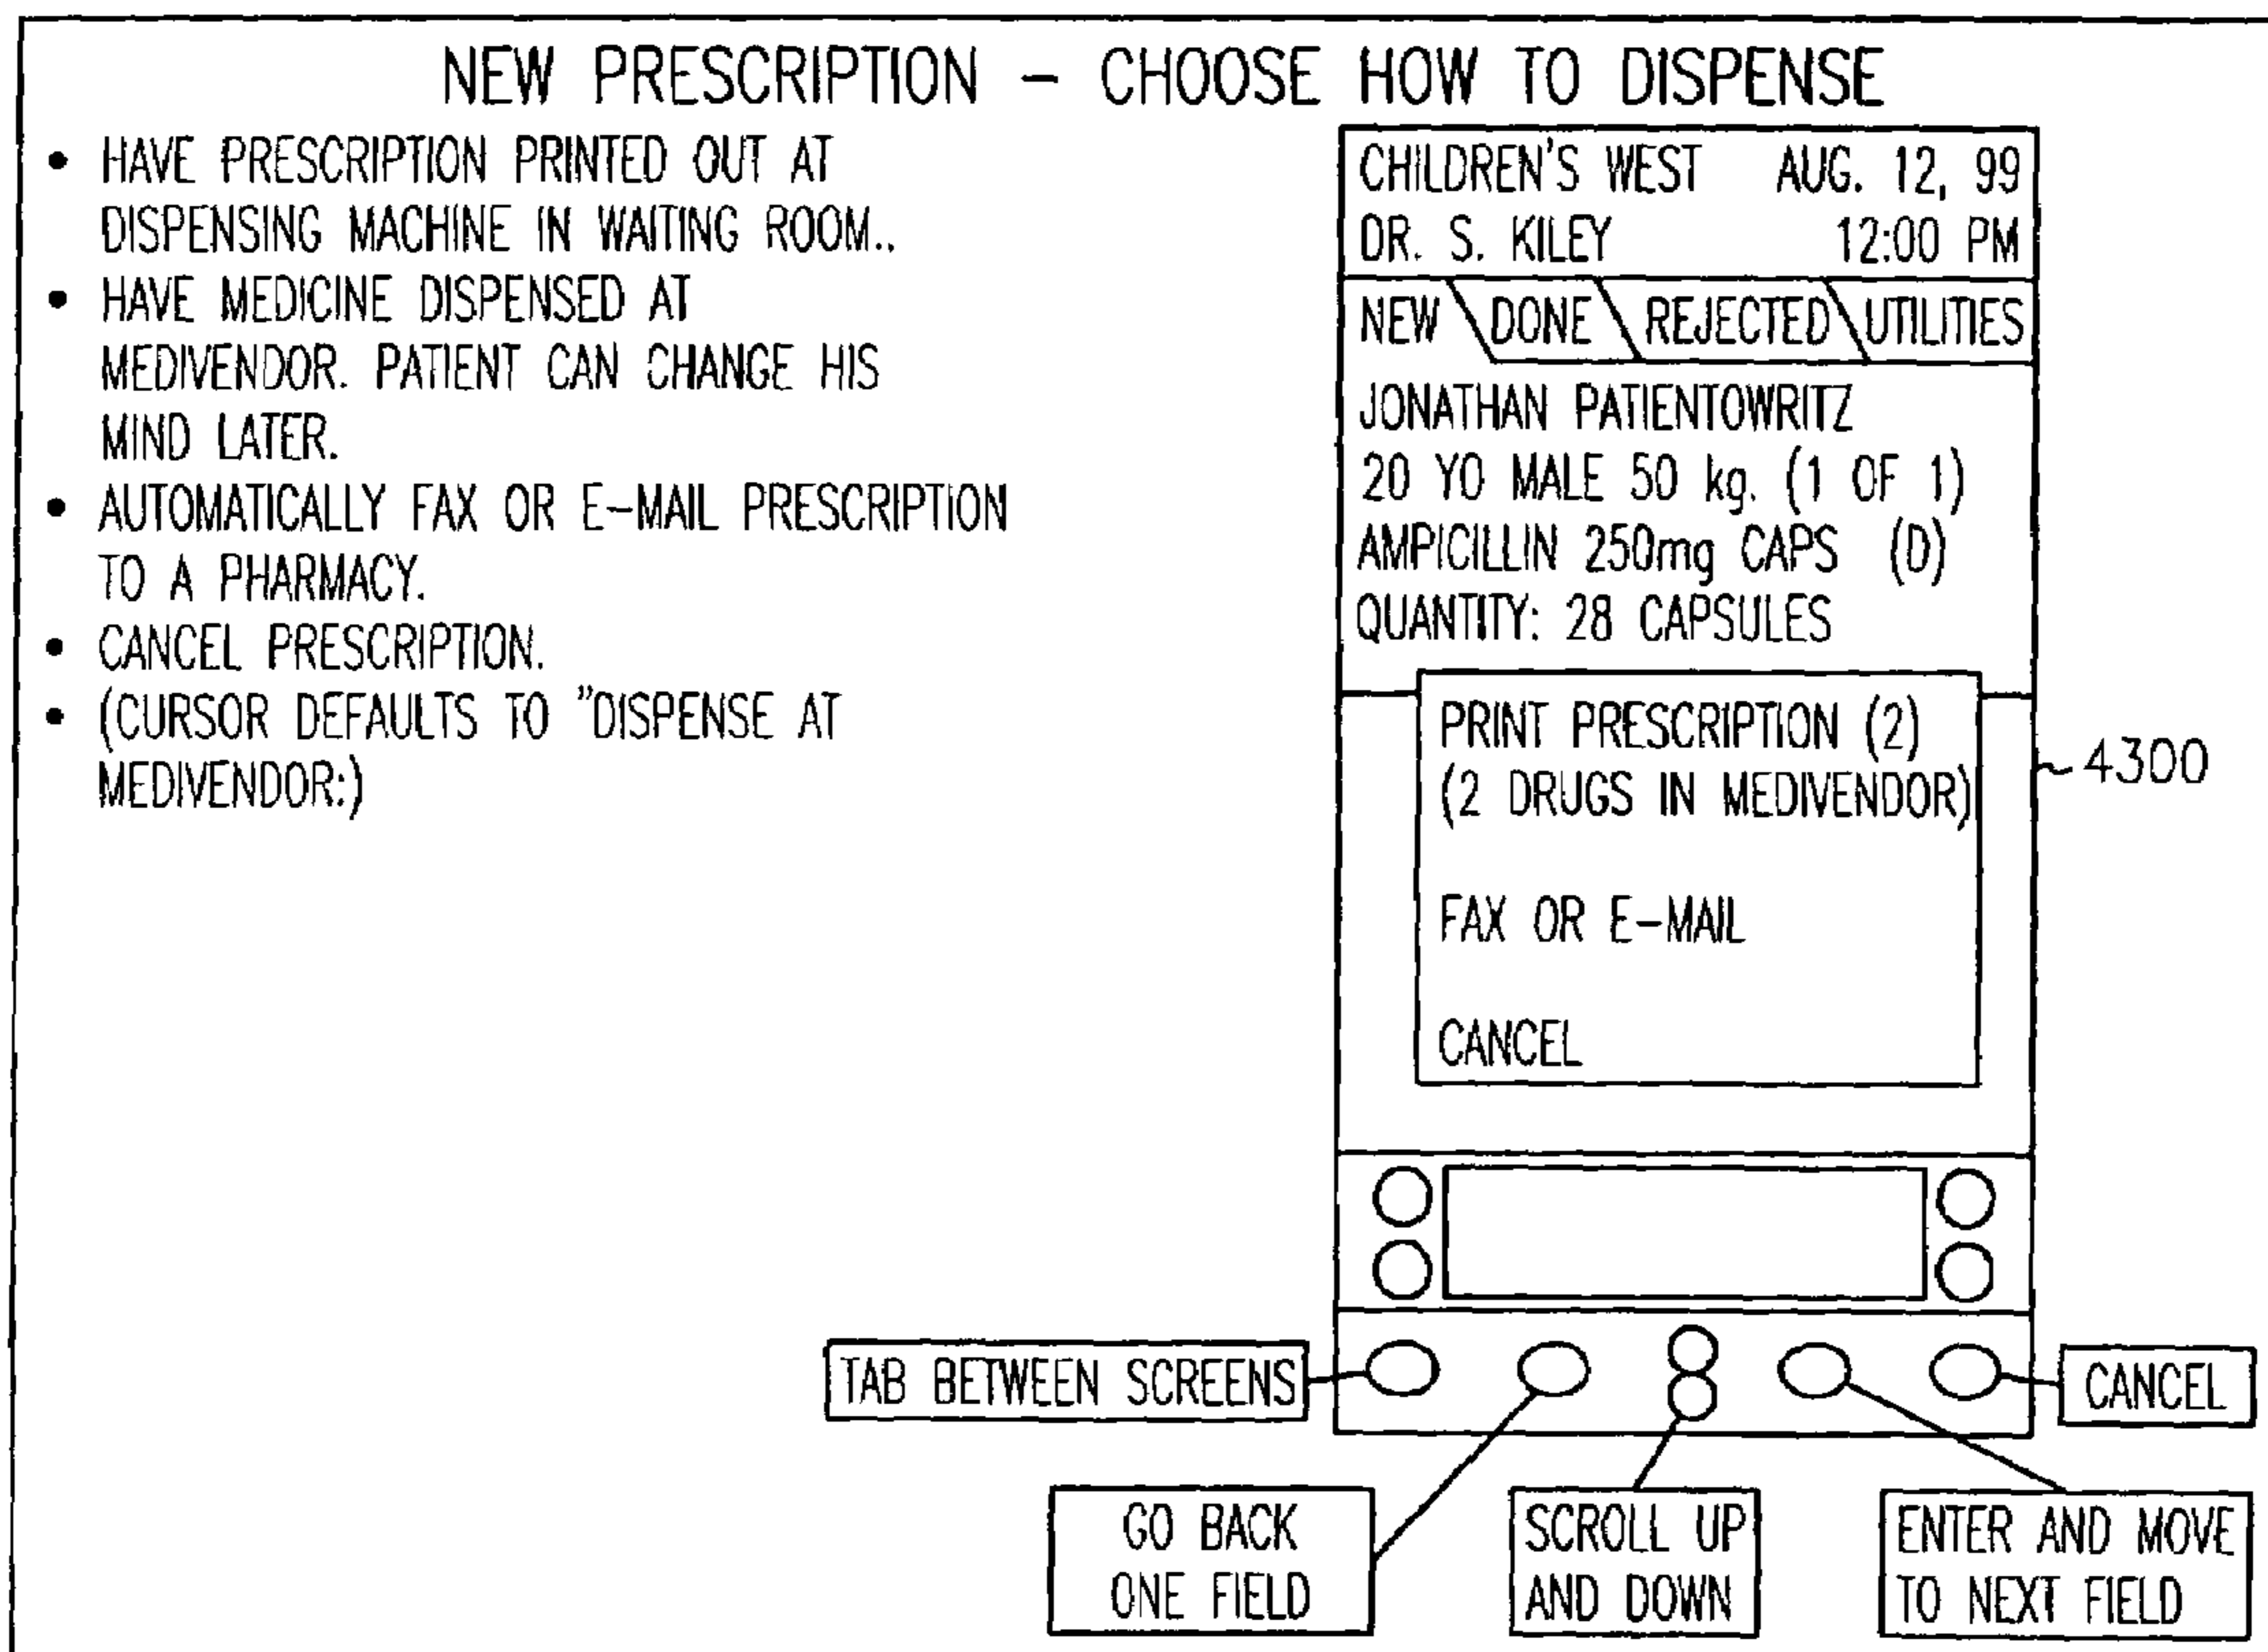 NEW PRESCRIPTION – CHOOSE HOW TO DISPENSE
• HAVE PRESCRIPTION PRINTED OUT AT
DISPENSING MACHINE IN WAITING ROOM..
• HAVE MEDICINE DISPENSED AT
MEDIVENDOR. PATIENT CAN CHANGE HIS
MIND LATER.
• AUTOMATICALLY FAX OR E–MAIL PRESCRIPTION
TO A PHARMACY.
• CANCEL PRESCRIPTION.
• (CURSOR DEFAULTS TO "DISPENSE AT
MEDIVENDOR:)
CHILDREN'S WEST AUG. 12, 99
DR. S. KILEY 12:00 PM
NEW DONE REJECTED UTILITIES
JONATHAN PATIENTOWRITZ
20 YO MALE 50 kg. (1 OF 1)
AMPICILLIN 250mg CAPS (D)
QUANTITY: 28 CAPSULES
PRINT PRESCRIPTION (2)
(2 DRUGS IN MEDIVENDOR)
FAX OR E–MAIL
CANCEL
4300
TAB BETWEEN SCREENS
CANCEL
GO BACK
ONE FIELD
SCROLL UP
AND DOWN
ENTER AND MOVE
TO NEXT FIELD